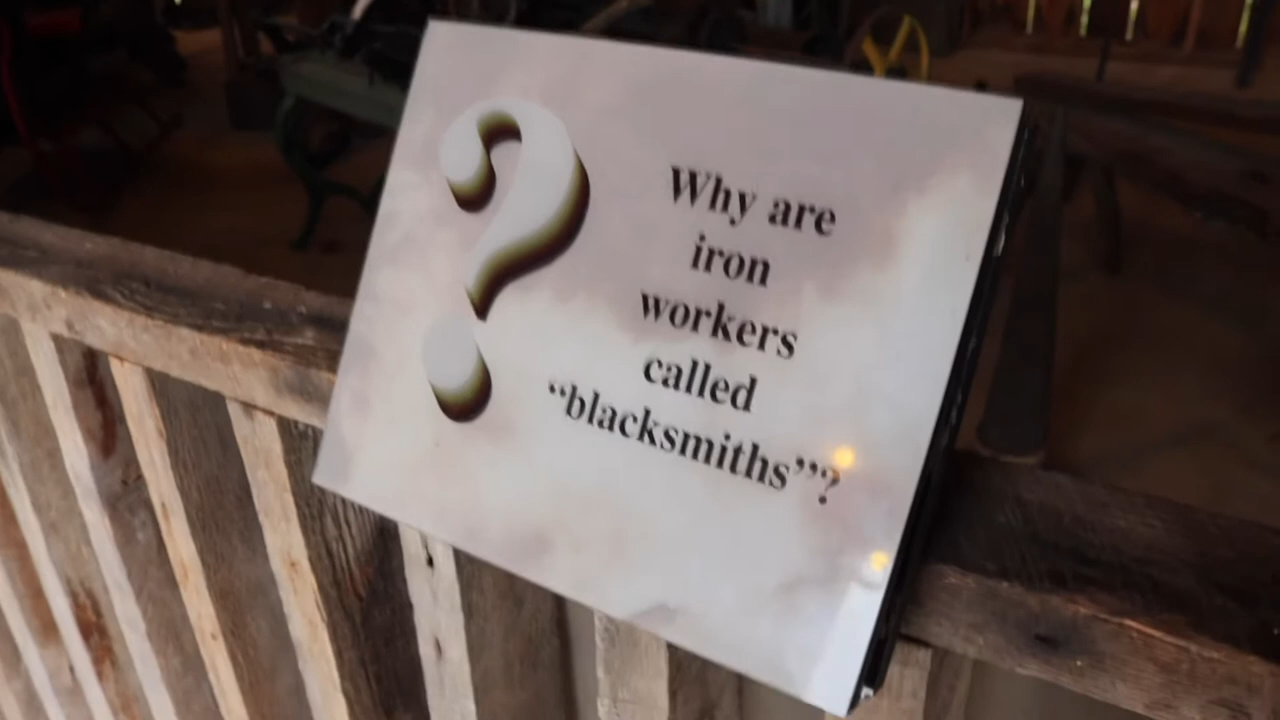 ?
Why are
iron
workers
called
“blacksmiths”?